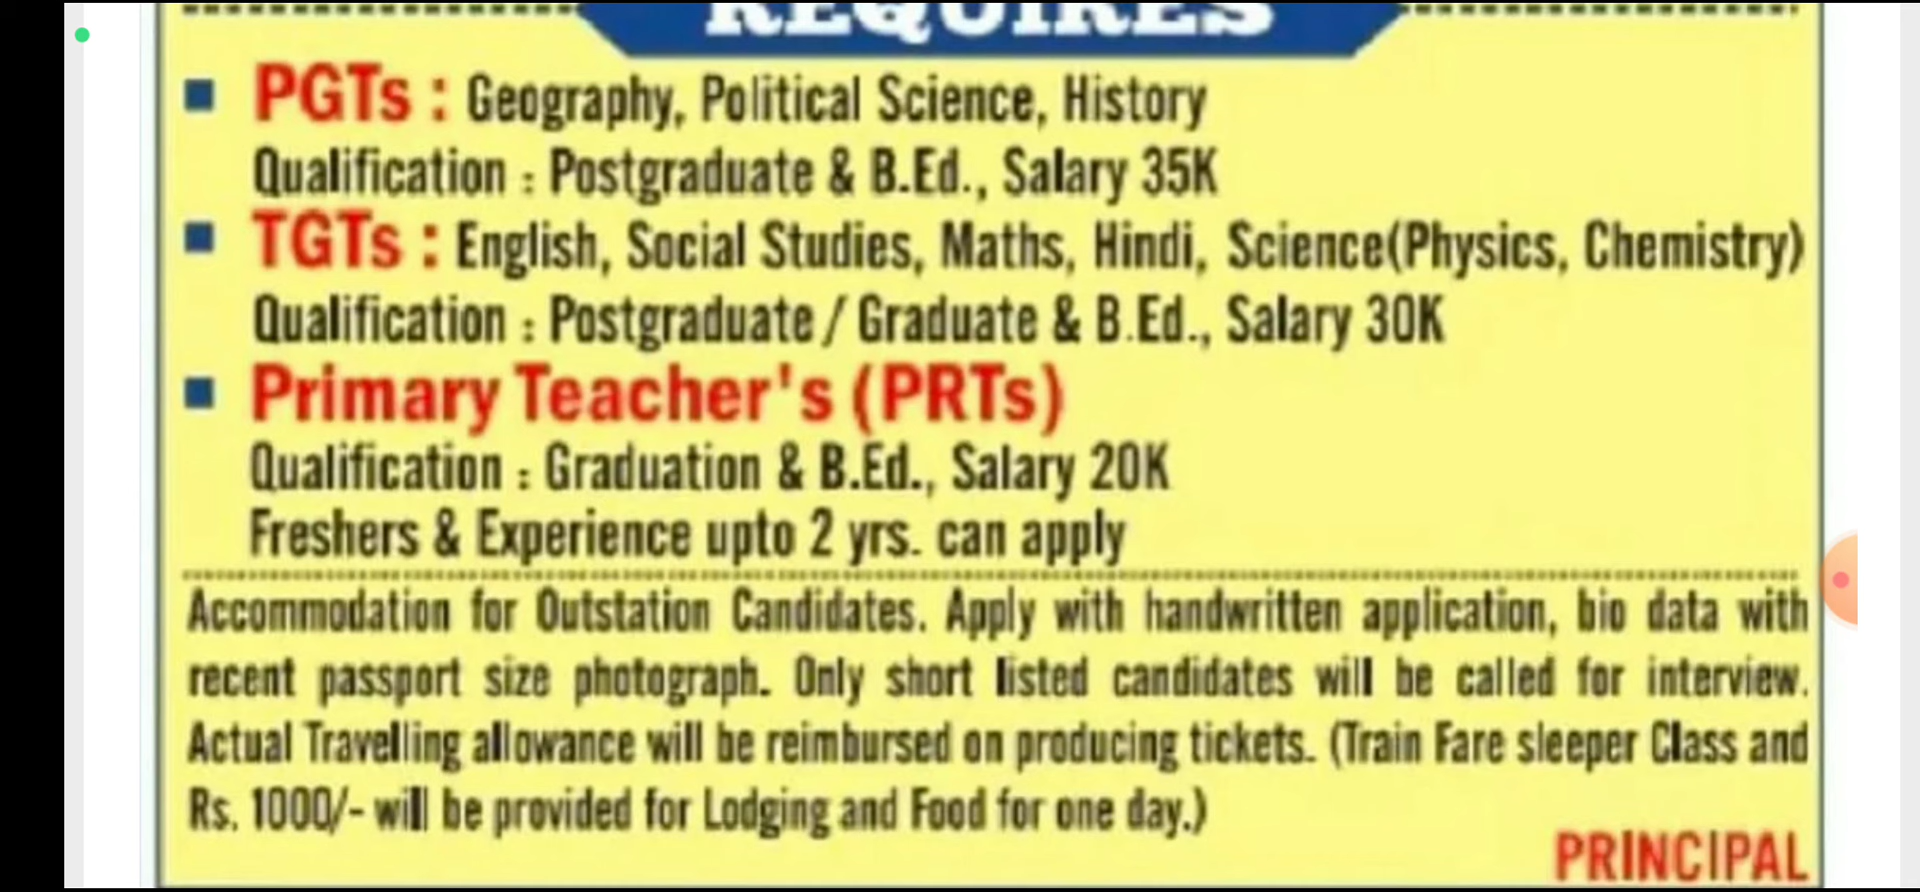 REQUIRES
PGTs : Geography, Political Science, History
Qualification : Postgraduate & B.Ed., Salary 35K
TGTs : English, Social Studies, Maths, Hindi, Science(Physics, Chemistry)
Qualification : Postgraduate / Graduate & B.Ed., Salary 30K
Primary Teacher's (PRTs)
Qualification : Graduation & B.Ed., Salary 20K
Freshers & Experience upto 2 yrs. can apply
Accommodation for Outstation Candidates. Apply with handwritten application, bio data with
recent passport size photograph. Only short listed candidates will be called for interview.
Actual Travelling allowance will be reimbursed on producing tickets. (Train Fare sleeper Class and
Rs. 1000/- will be provided for Lodging and Food for one day.)
PRINCIPAL